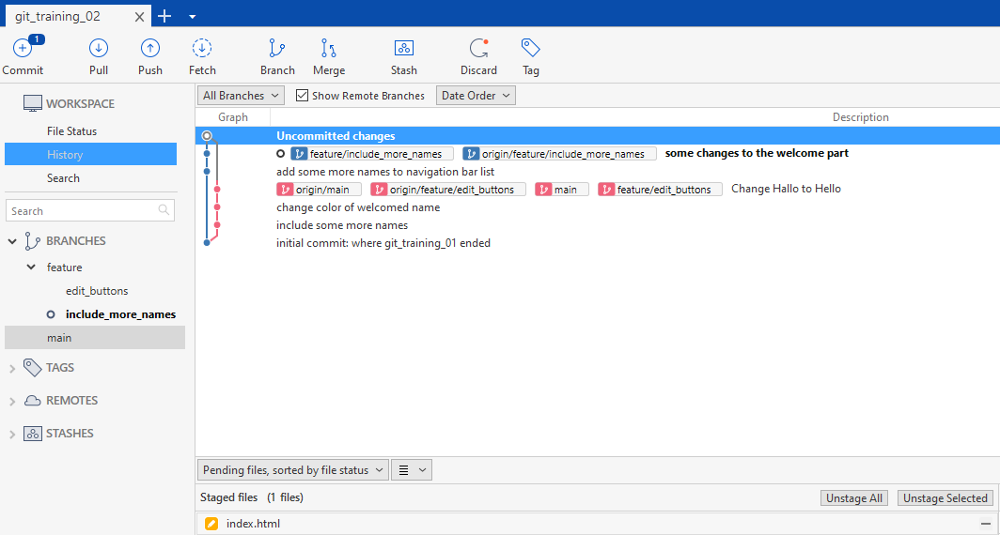 git_training_02
1
Commit Pull Push Fetch Branch Merge Stash Discard Tag
WORKSPACE
File Status
History
Search
Search
BRANCHES
feature
edit_buttons
include_more_names
main
TAGS
REMOTES
STASHES
All Branches Show Remote Branches Date Order
Graph Description
Uncommitted changes
feature/include_more_names origin/feature/include_more_names some changes to the welcome part
add some more names to navigation bar list
origin/main origin/feature/edit_buttons main feature/edit_buttons Change Hallo to Hello
change color of welcomed name
include some more names
initial commit: where git_training_01 ended
Pending files, sorted by file status
Staged files (1 files) Unstage All Unstage Selected
index.html